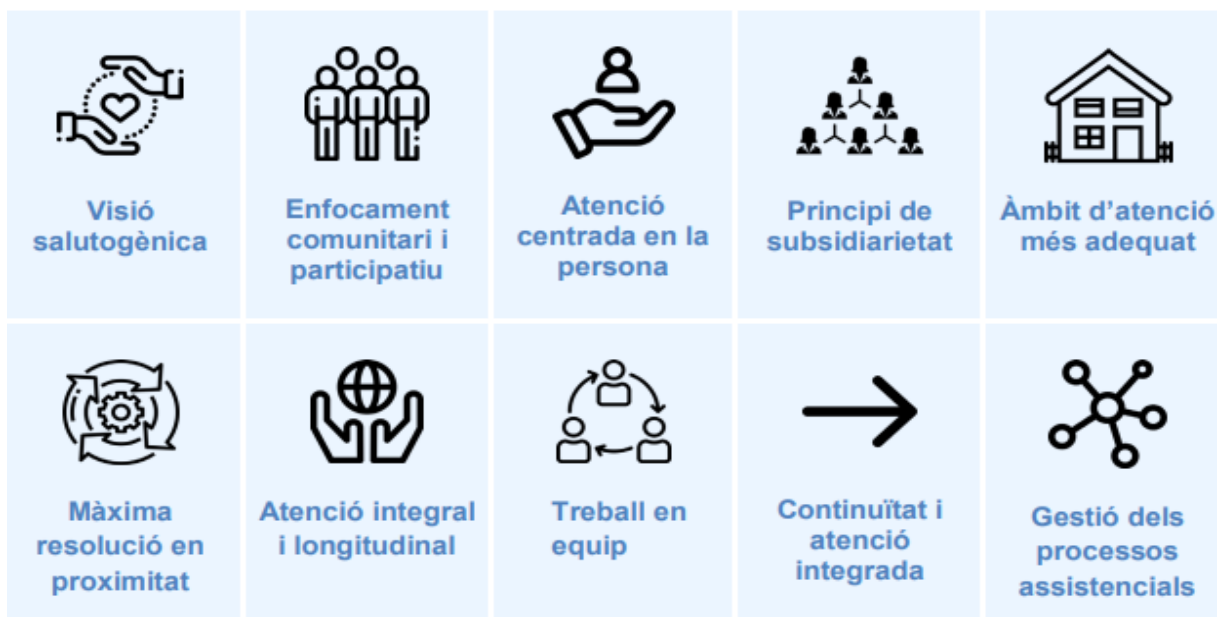 Visió
salutogènica
Enfocament
comunitari i
participatiu
Atenció
centrada en la
persona
Principi de
subsidiarietat
Àmbit d’atenció
més adequat
Màxima
resolució en
proximitat
Atenció integral
i longitudinal
Treball en
equip
Continuïtat i
atenció
integrada
Gestió dels
processos
assistencials